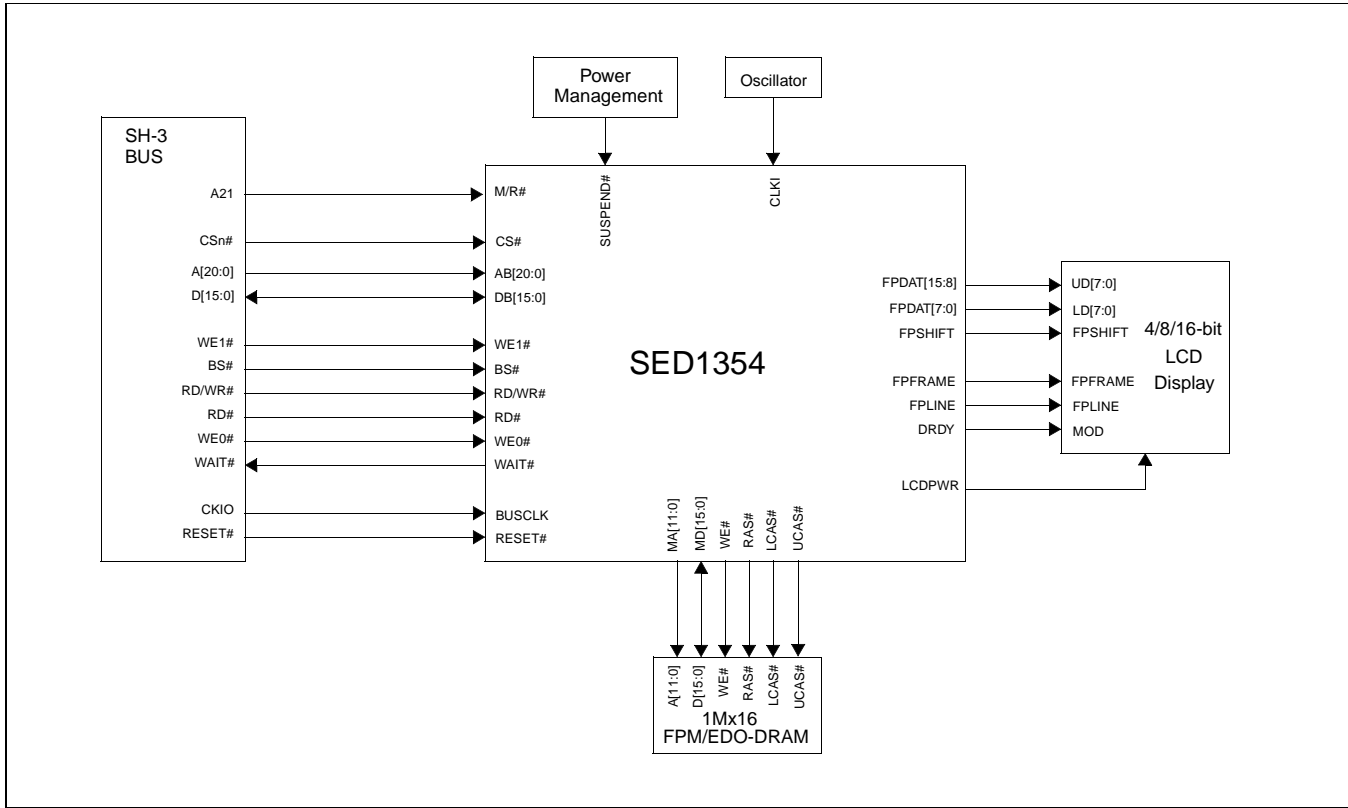 Power
Management
Oscillator
SH-3
BUS
A21
CSn#
A[20:0]
D[15:0]
WE1#
BS#
RD/WR#
RD#
WE0#
WAIT#
CKIO
RESET#
M/R#
CS#
AB[20:0]
DB[15:0]
WE1#
BS#
RD/WR#
RD#
WE0#
WAIT#
BUSCLK
RESET#
SUSPEND#
CLKI
SED1354
FPDAT[15:8]
FPDAT[7:0]
FPSHIFT
FPFRAME
FPLINE
DRDY
LCDPWR
UD[7:0]
LD[7:0]
FPSHIFT
FPFRAME
FPLINE
MOD
4/8/16-bit
LCD
Display
MA[11:0]
MD[15:0]
WE#
RAS#
LCAS#
UCAS#
A[11:0]
D[15:0]
WE#
RAS#
LCAS#
UCAS#
1Mx16
FPM/EDO-DRAM